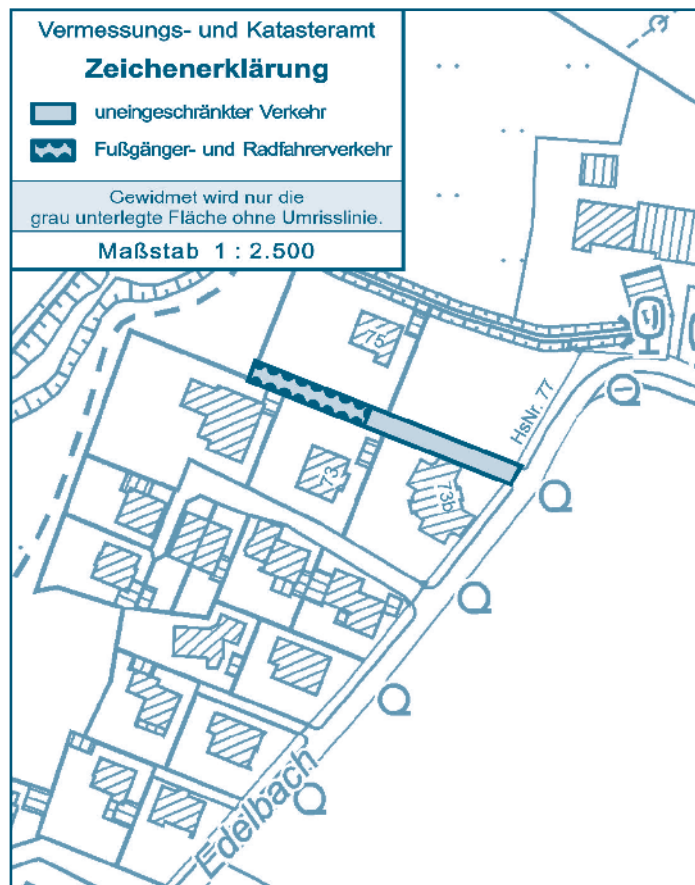 Vermessungs- und Katasteramt
Zeichenerklärung
uneingeschränkter Verkehr
Fußgänger- und Radfahrerverkehr
Gewidmet wird nur die
grau unterlegte Fläche ohne Umrisslinie.
Maßstab 1 : 2.500
75
HsNr. 77
73
73b
Edelbach